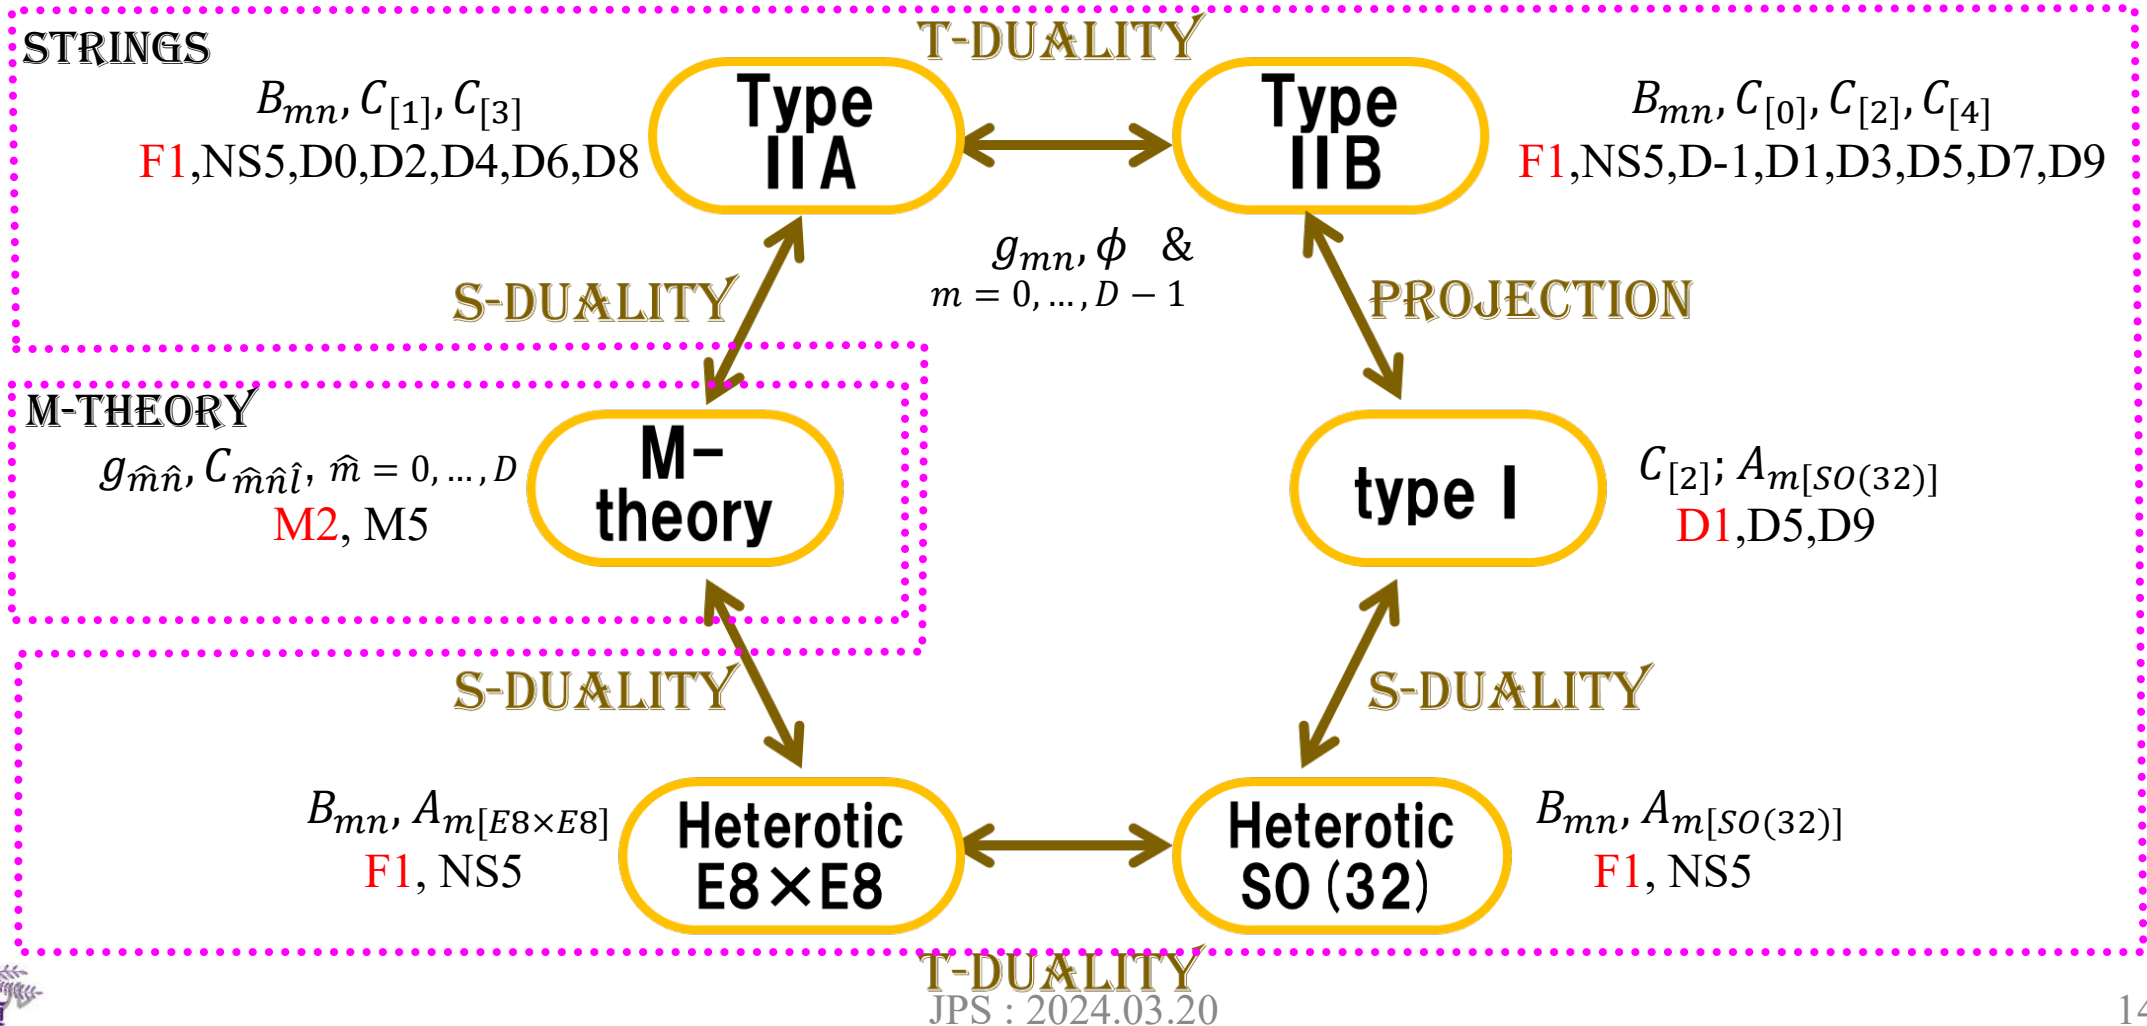 T-DUALITY
STRINGS
B_{mn}, C_{[1]}, C_{[3]}
F1,NS5,D0,D2,D4,D6,D8
Type
IIA
Type
IIB
B_{mn}, C_{[0]}, C_{[2]}, C_{[4]}
F1,NS5,D-1,D1,D3,D5,D7,D9
g_{mn}, ϕ &
m = 0, ..., D − 1
S-DUALITY
PROJECTION
M-THEORY
g_{m̂n̂}, C_{m̂n̂l̂}, m̂ = 0, ..., D
M2, M5
M-
theory
type I
C_{[2]}; A_{m[SO(32)]}
D1,D5,D9
S-DUALITY
S-DUALITY
B_{mn}, A_{m[E8×E8]}
F1, NS5
Heterotic
E8×E8
Heterotic
SO(32)
B_{mn}, A_{m[SO(32)]}
F1, NS5
T-DUALITY
JPS : 2024.03.20
14